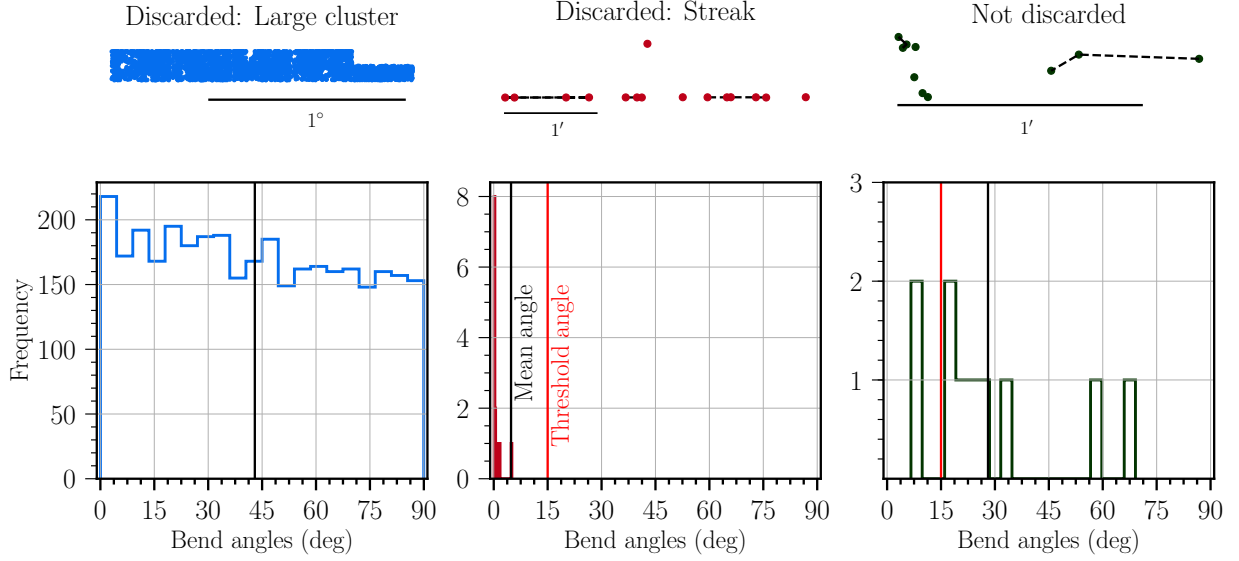 Discarded: Large cluster
Discarded: Streak
Not discarded
1°
1′
1′
Frequency
200
150
100
50
0
0 15 30 45 60 75 90
Bend angles (deg)
8
6
4
2
0
Mean angle
Threshold angle
0 15 30 45 60 75 90
Bend angles (deg)
3
2
1
0 15 30 45 60 75 90
Bend angles (deg)